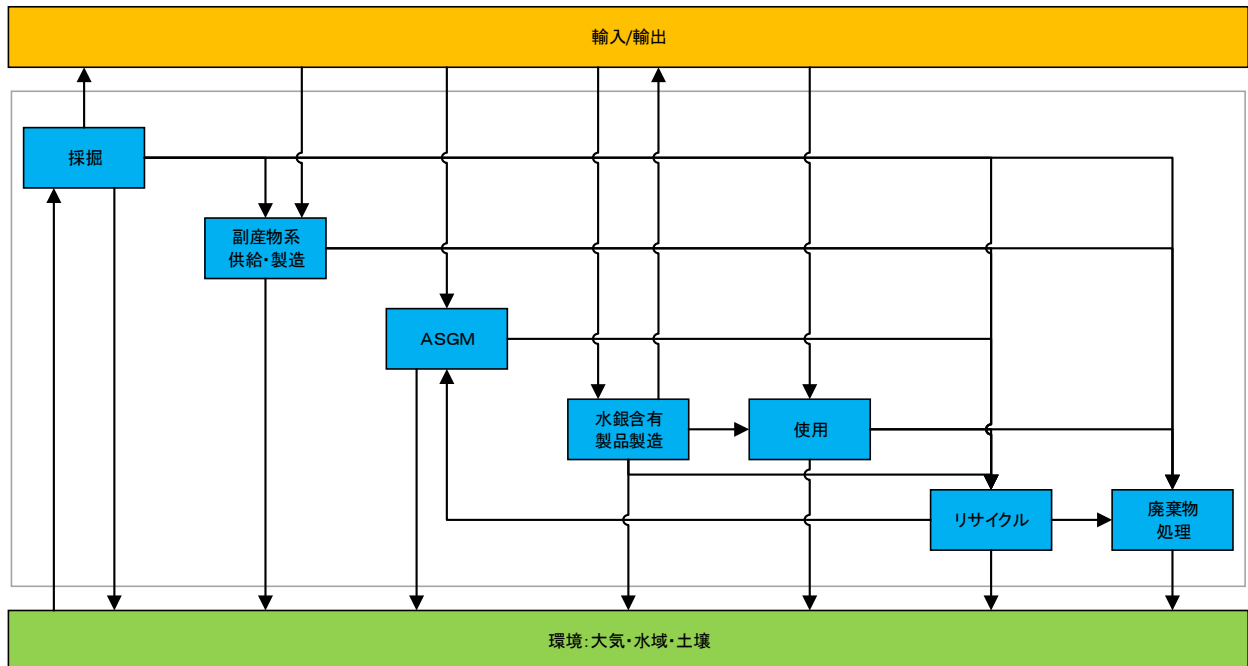 輸入/輸出
採掘
副産物系
供給・製造
ASGM
水銀含有
製品製造
使用
リサイクル
廃棄物
処理
環境:大気・水域・土壌